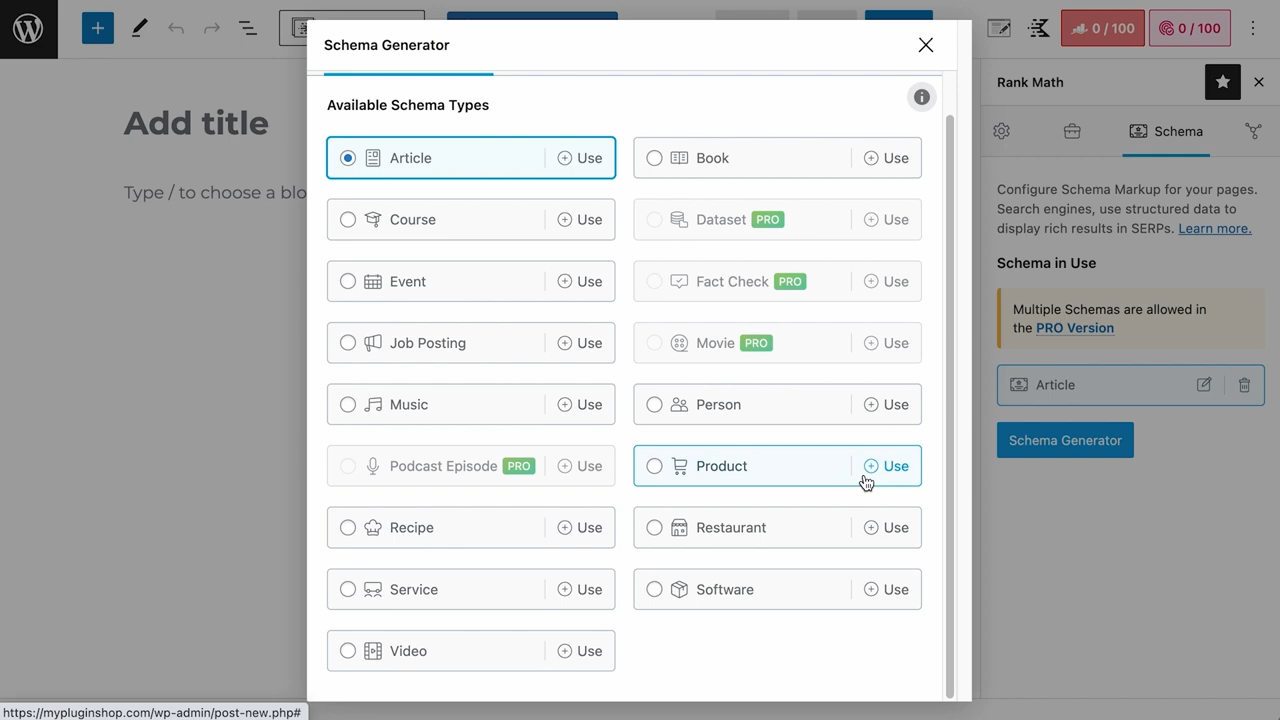 0 / 100
0 / 100
Schema Generator
Available Schema Types
Article
Use
Book
Use
Course
Use
Dataset PRO
Use
Event
Use
Fact Check PRO
Use
Job Posting
Use
Movie PRO
Use
Music
Use
Person
Use
Podcast Episode PRO
Use
Product
Use
Recipe
Use
Restaurant
Use
Service
Use
Software
Use
Video
Use
Add title
Type / to choose a blo
Rank Math
Schema
Configure Schema Markup for your pages.
Search engines, use structured data to
display rich results in SERPs. Learn more.
Schema in Use
Multiple Schemas are allowed in
the PRO Version
Article
Schema Generator
https://mypluginshop.com/wp-admin/post-new.php#